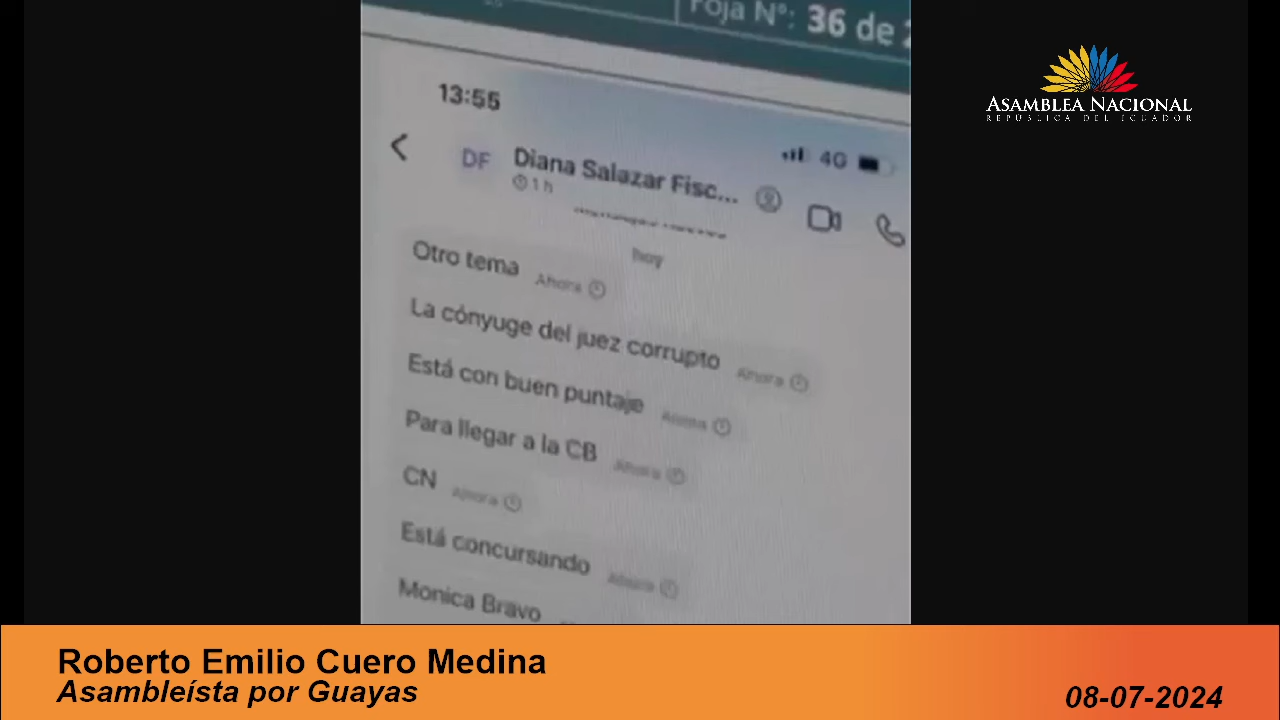 Foja N°: 36 de
ASAMBLEA NACIONAL
REPÚBLICA DEL ECUADOR
13:55
4G
DF
Diana Salazar Fisc...
1 h
hoy
Otro tema Ahora
La cónyuge del juez corrupto Ahora
Está con buen puntaje Ahora
Para llegar a la CB Ahora
CN Ahora
Está concursando Ahora
Monica Bravo
Roberto Emilio Cuero Medina
Asambleísta por Guayas
08-07-2024